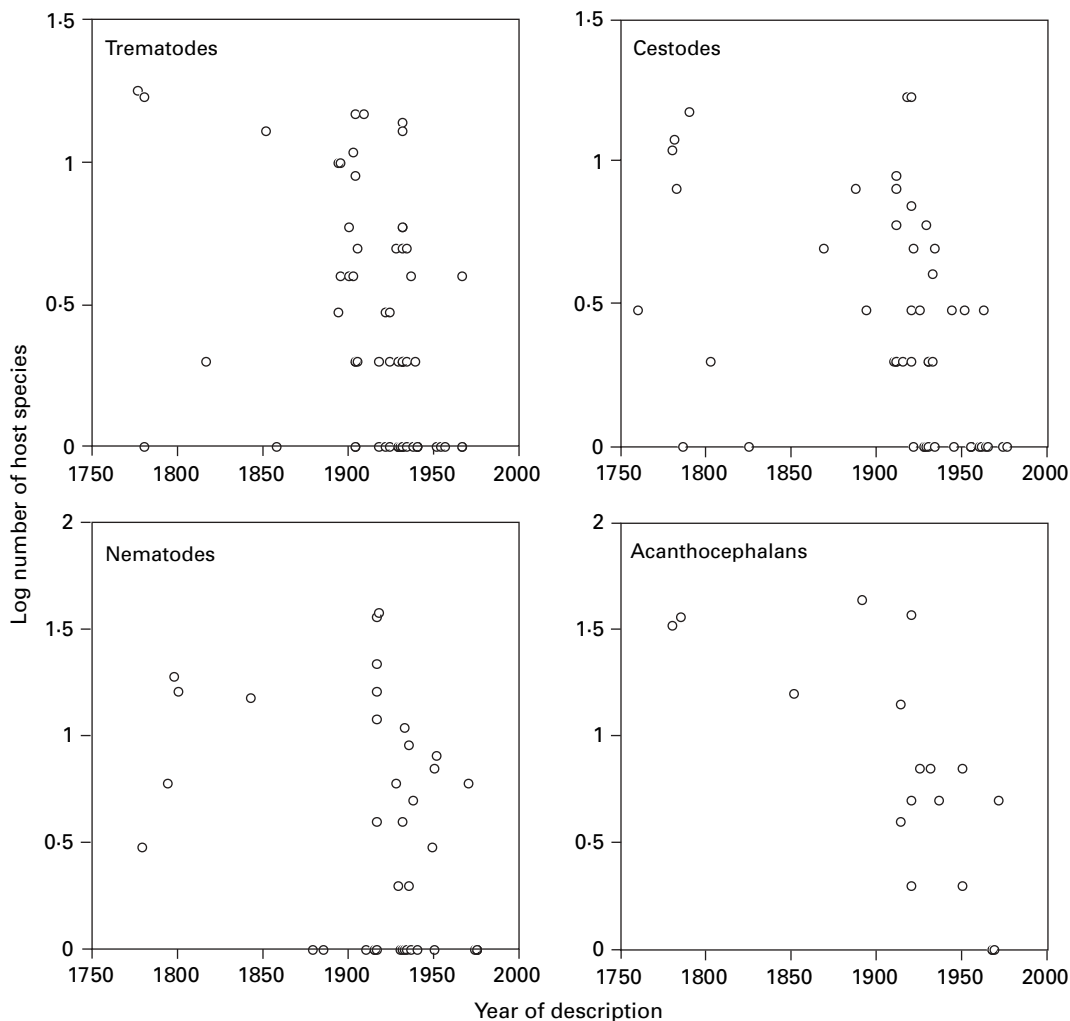 1·5
Trematodes
1
0·5
0
1750 1800 1850 1900 1950 2000
1·5
Cestodes
1
0·5
0
1750 1800 1850 1900 1950 2000
Log number of host species
2
Nematodes
1·5
1
0·5
0
1750 1800 1850 1900 1950 2000
2
Acanthocephalans
1·5
1
0·5
0
1750 1800 1850 1900 1950 2000
Year of description